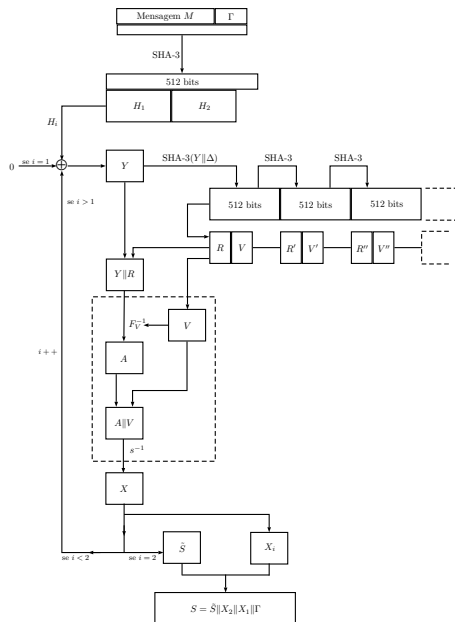 Mensagem M Γ
SHA-3
512 bits
H₁ H₂
Hᵢ
0 se i = 1 ⊕ Y SHA-3(Y‖Δ) SHA-3 SHA-3
se i > 1
512 bits 512 bits 512 bits
R V R′ V′ R″ V″
Y‖R
F_V^{-1} V
A
i++
A‖V
s^{-1}
X
se i < 2 se i = 2 S̃ Xᵢ
S = S̃‖X₂‖X₁‖Γ